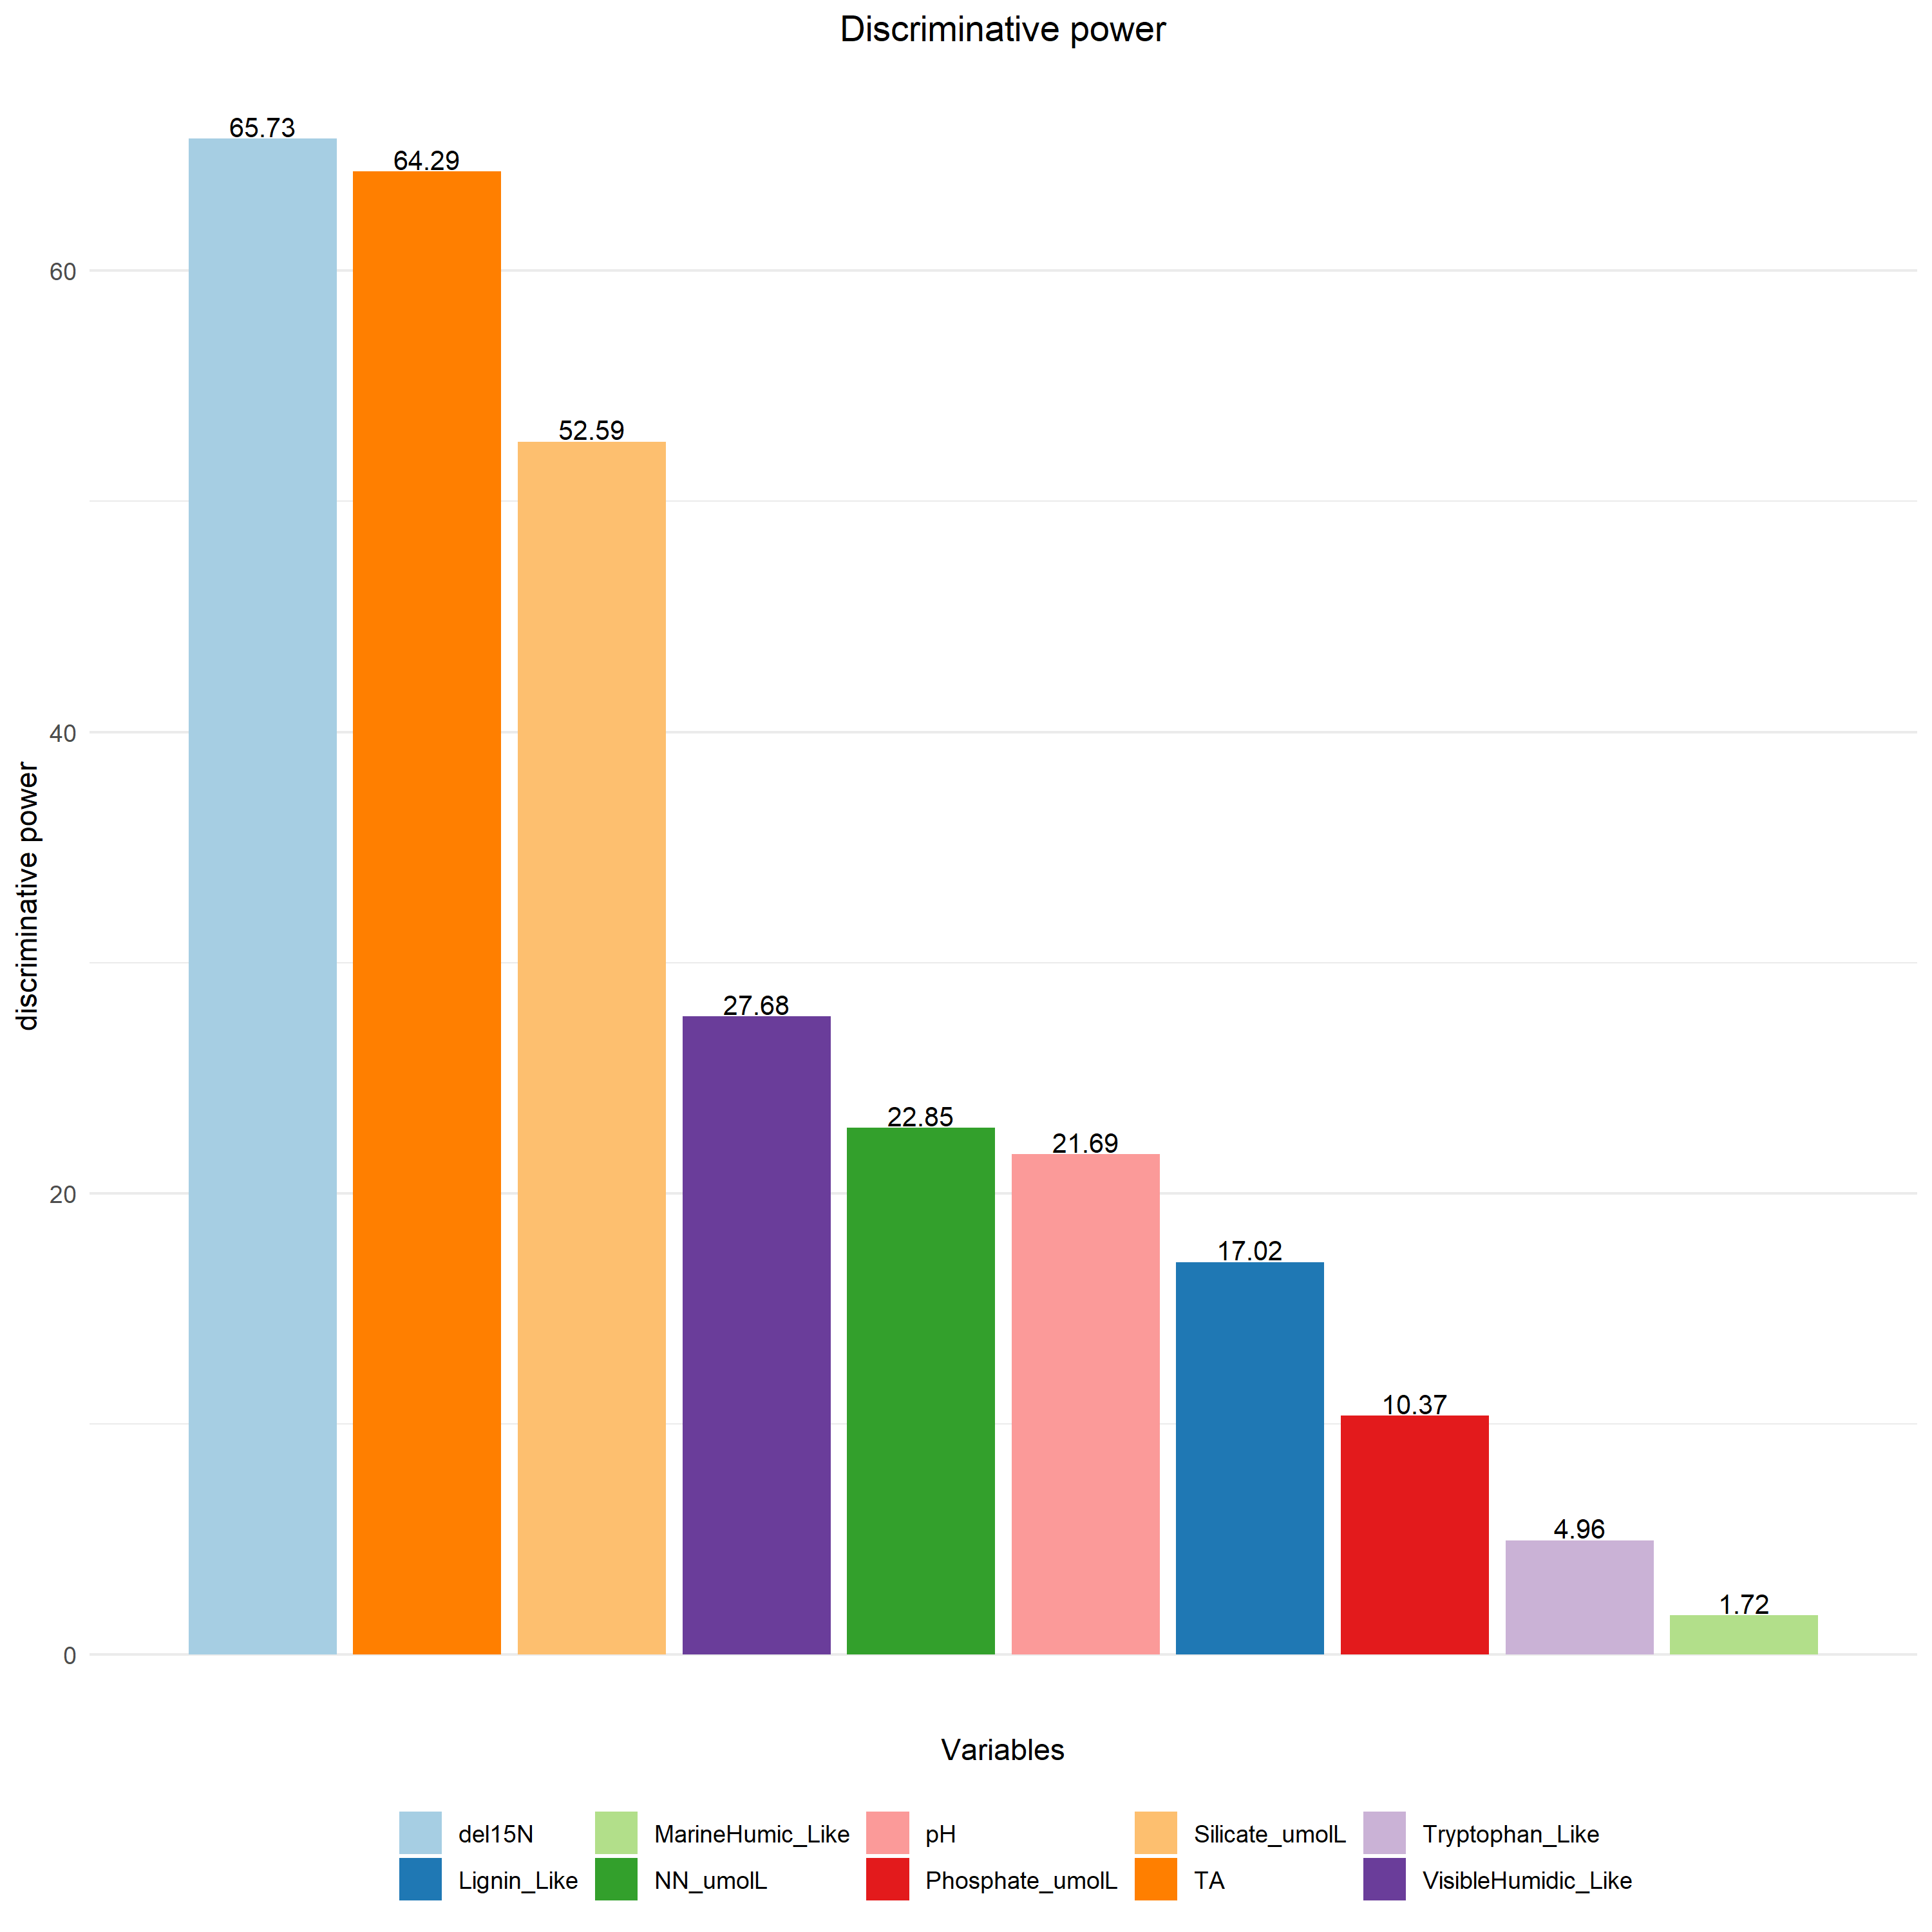 Discriminative power
65.73
64.29
60
52.59
40
discriminative power
27.68
22.85
21.69
20
17.02
10.37
4.96
1.72
0
Variables
del15N MarineHumic_Like pH Silicate_umolL Tryptophan_Like
Lignin_Like NN_umolL Phosphate_umolL TA VisibleHumidic_Like